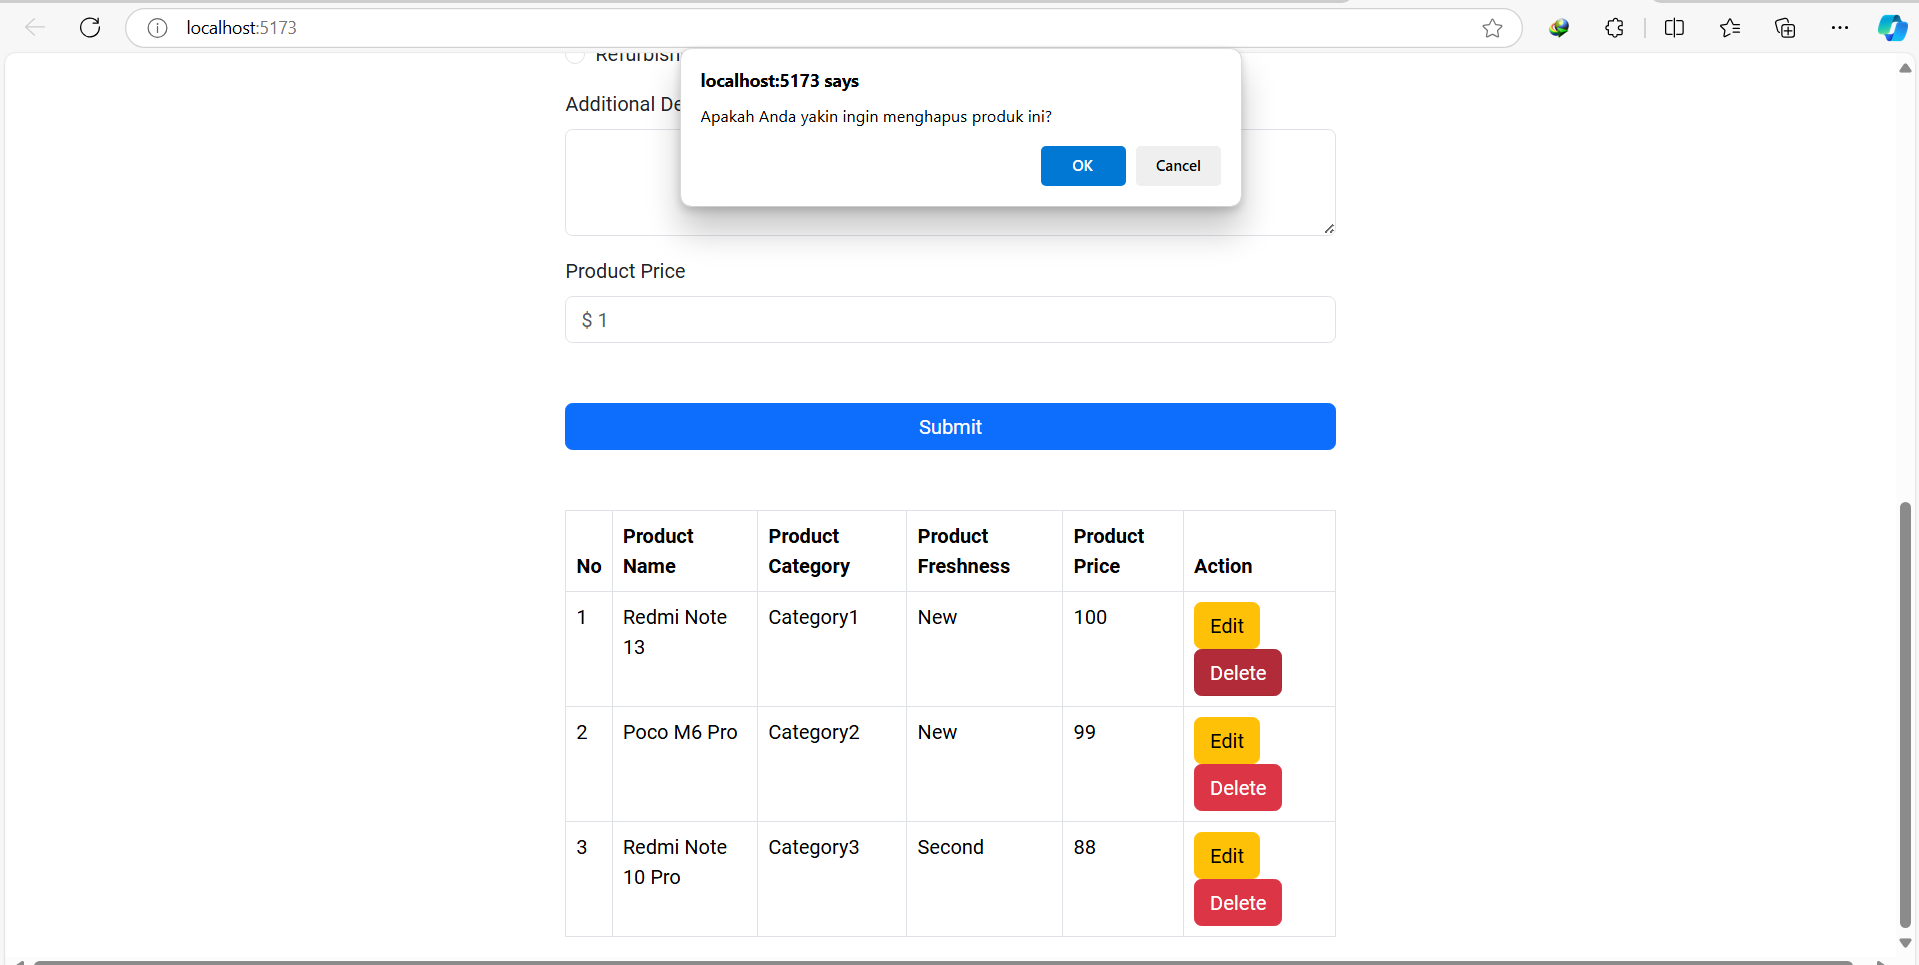 localhost:5173
Refurbish
localhost:5173 says
Apakah Anda yakin ingin menghapus produk ini?
OK Cancel
Additional De
Product Price
$ 1
Submit
No Product Name Product Category Product Freshness Product Price Action
1 Redmi Note 13 Category1 New 100 Edit Delete
2 Poco M6 Pro Category2 New 99 Edit Delete
3 Redmi Note 10 Pro Category3 Second 88 Edit Delete